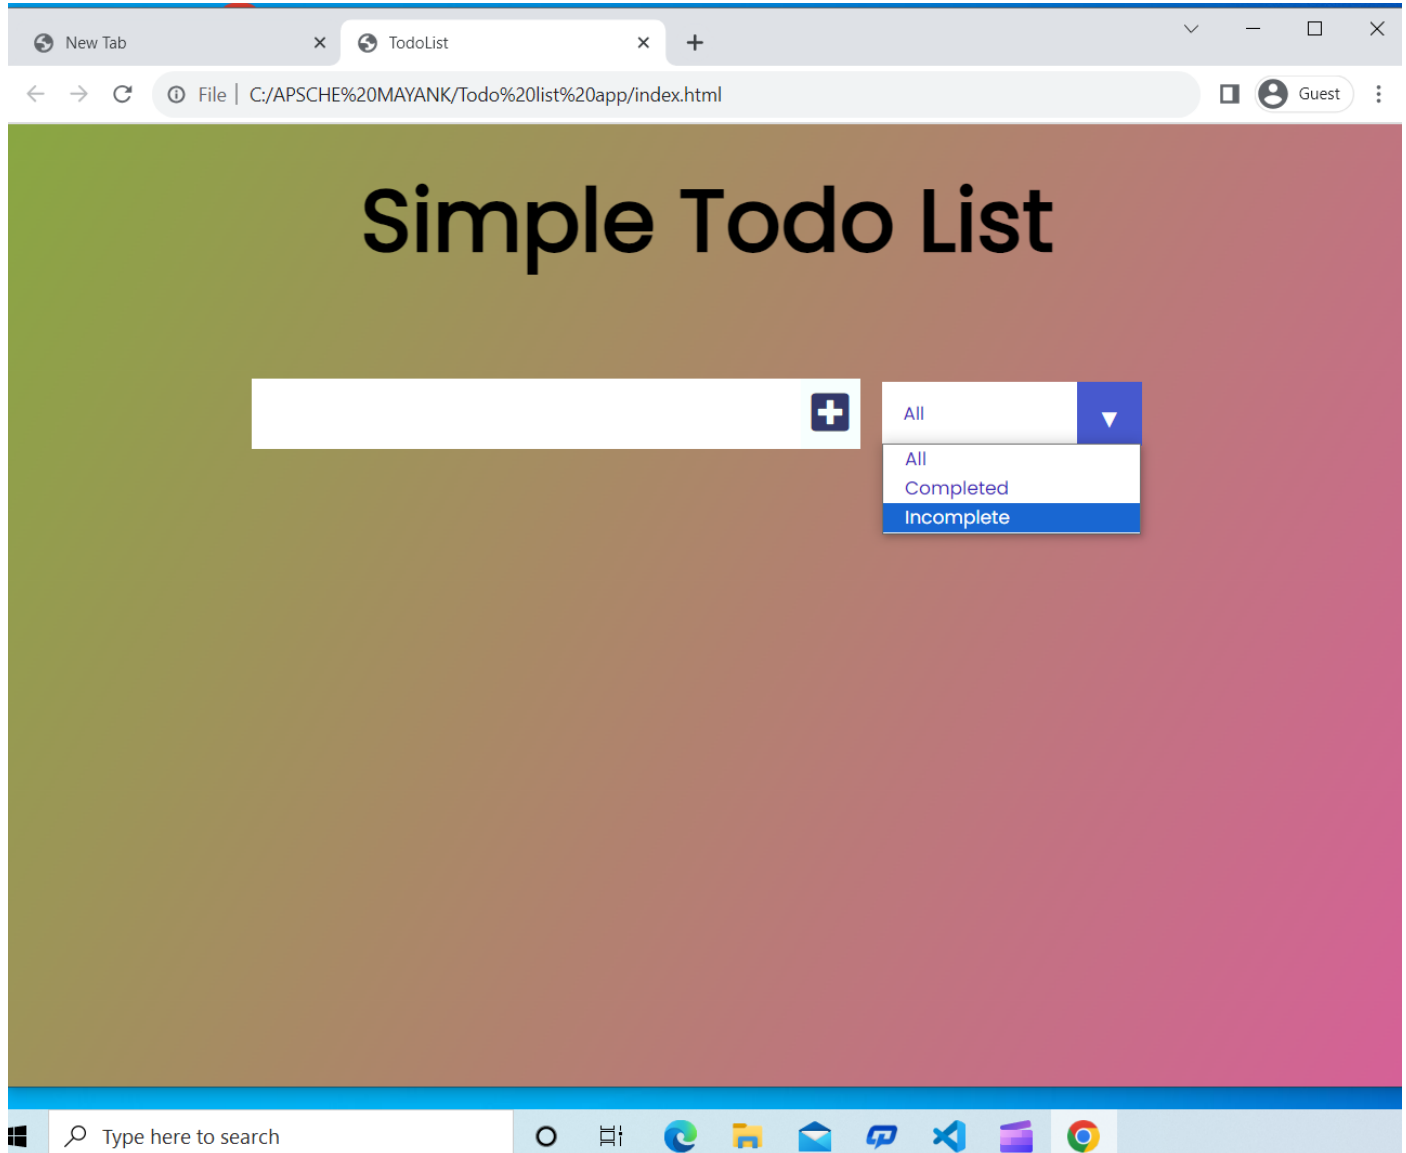 New Tab
TodoList
File
C:/APSCHE%20MAYANK/Todo%20list%20app/index.html
Guest
Simple Todo List
All
All
Completed
Incomplete
Type here to search